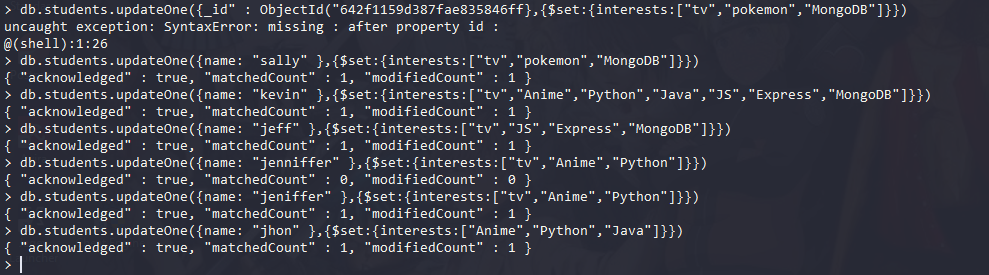 > db.students.updateOne({_id" : ObjectId("642f1159d387fae835846ff},{$set:{interests:["tv","pokemon","MongoDB"]}})
uncaught exception: SyntaxError: missing : after property id :
@(shell):1:26
> db.students.updateOne({name: "sally" },{$set:{interests:["tv","pokemon","MongoDB"]}})
{ "acknowledged" : true, "matchedCount" : 1, "modifiedCount" : 1 }
> db.students.updateOne({name: "kevin" },{$set:{interests:["tv","Anime","Python","Java","JS","Express","MongoDB"]}})
{ "acknowledged" : true, "matchedCount" : 1, "modifiedCount" : 1 }
> db.students.updateOne({name: "jeff" },{$set:{interests:["tv","JS","Express","MongoDB"]}})
{ "acknowledged" : true, "matchedCount" : 1, "modifiedCount" : 1 }
> db.students.updateOne({name: "jenniffer" },{$set:{interests:["tv","Anime","Python"]}})
{ "acknowledged" : true, "matchedCount" : 0, "modifiedCount" : 0 }
> db.students.updateOne({name: "jeniffer" },{$set:{interests:["tv","Anime","Python"]}})
{ "acknowledged" : true, "matchedCount" : 1, "modifiedCount" : 1 }
> db.students.updateOne({name: "jhon" },{$set:{interests:["Anime","Python","Java"]}})
{ "acknowledged" : true, "matchedCount" : 1, "modifiedCount" : 1 }
>